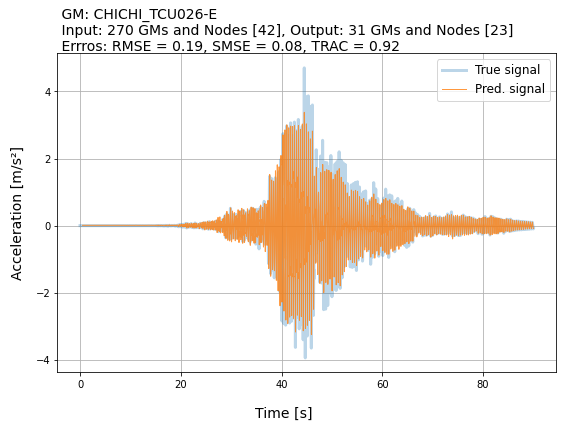 GM: CHICHI_TCU026-E
Input: 270 GMs and Nodes [42], Output: 31 GMs and Nodes [23]
Errros: RMSE = 0.19, SMSE = 0.08, TRAC = 0.92
True signal
Pred. signal
Acceleration [m/s²]
4
2
0
−2
−4
0 20 40 60 80
Time [s]